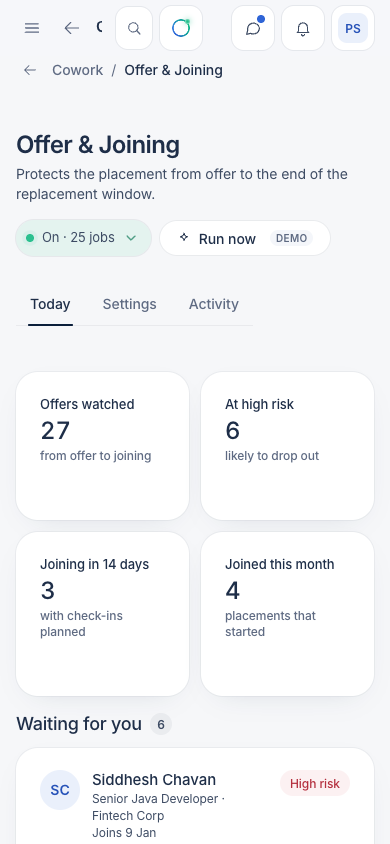 PS
Cowork / Offer & Joining
Offer & Joining
Protects the placement from offer to the end of the
replacement window.
On · 25 jobs
Run now DEMO
Today Settings Activity
Offers watched
27
from offer to joining
At high risk
6
likely to drop out
Joining in 14 days
3
with check-ins
planned
Joined this month
4
placements that
started
Waiting for you 6
SC
Siddhesh Chavan
High risk
Senior Java Developer ·
Fintech Corp
Joins 9 Jan